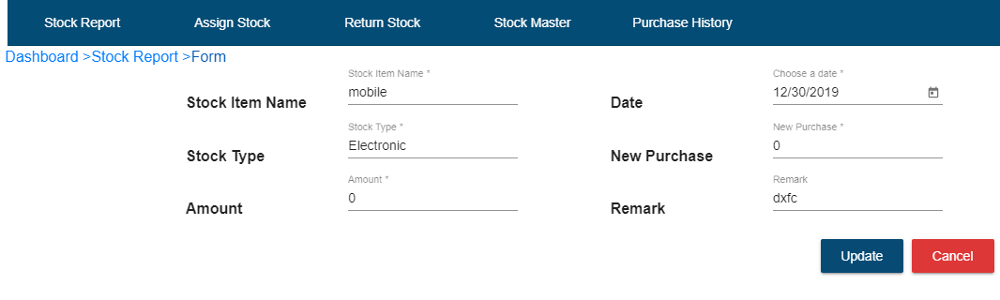 Stock Report Assign Stock Return Stock Stock Master Purchase History
Dashboard >Stock Report >Form
Stock Item Name *
Stock Item Name mobile
Choose a date *
Date 12/30/2019
Stock Type *
Stock Type Electronic
New Purchase *
New Purchase 0
Amount *
Amount 0
Remark
Remark dxfc
Update Cancel